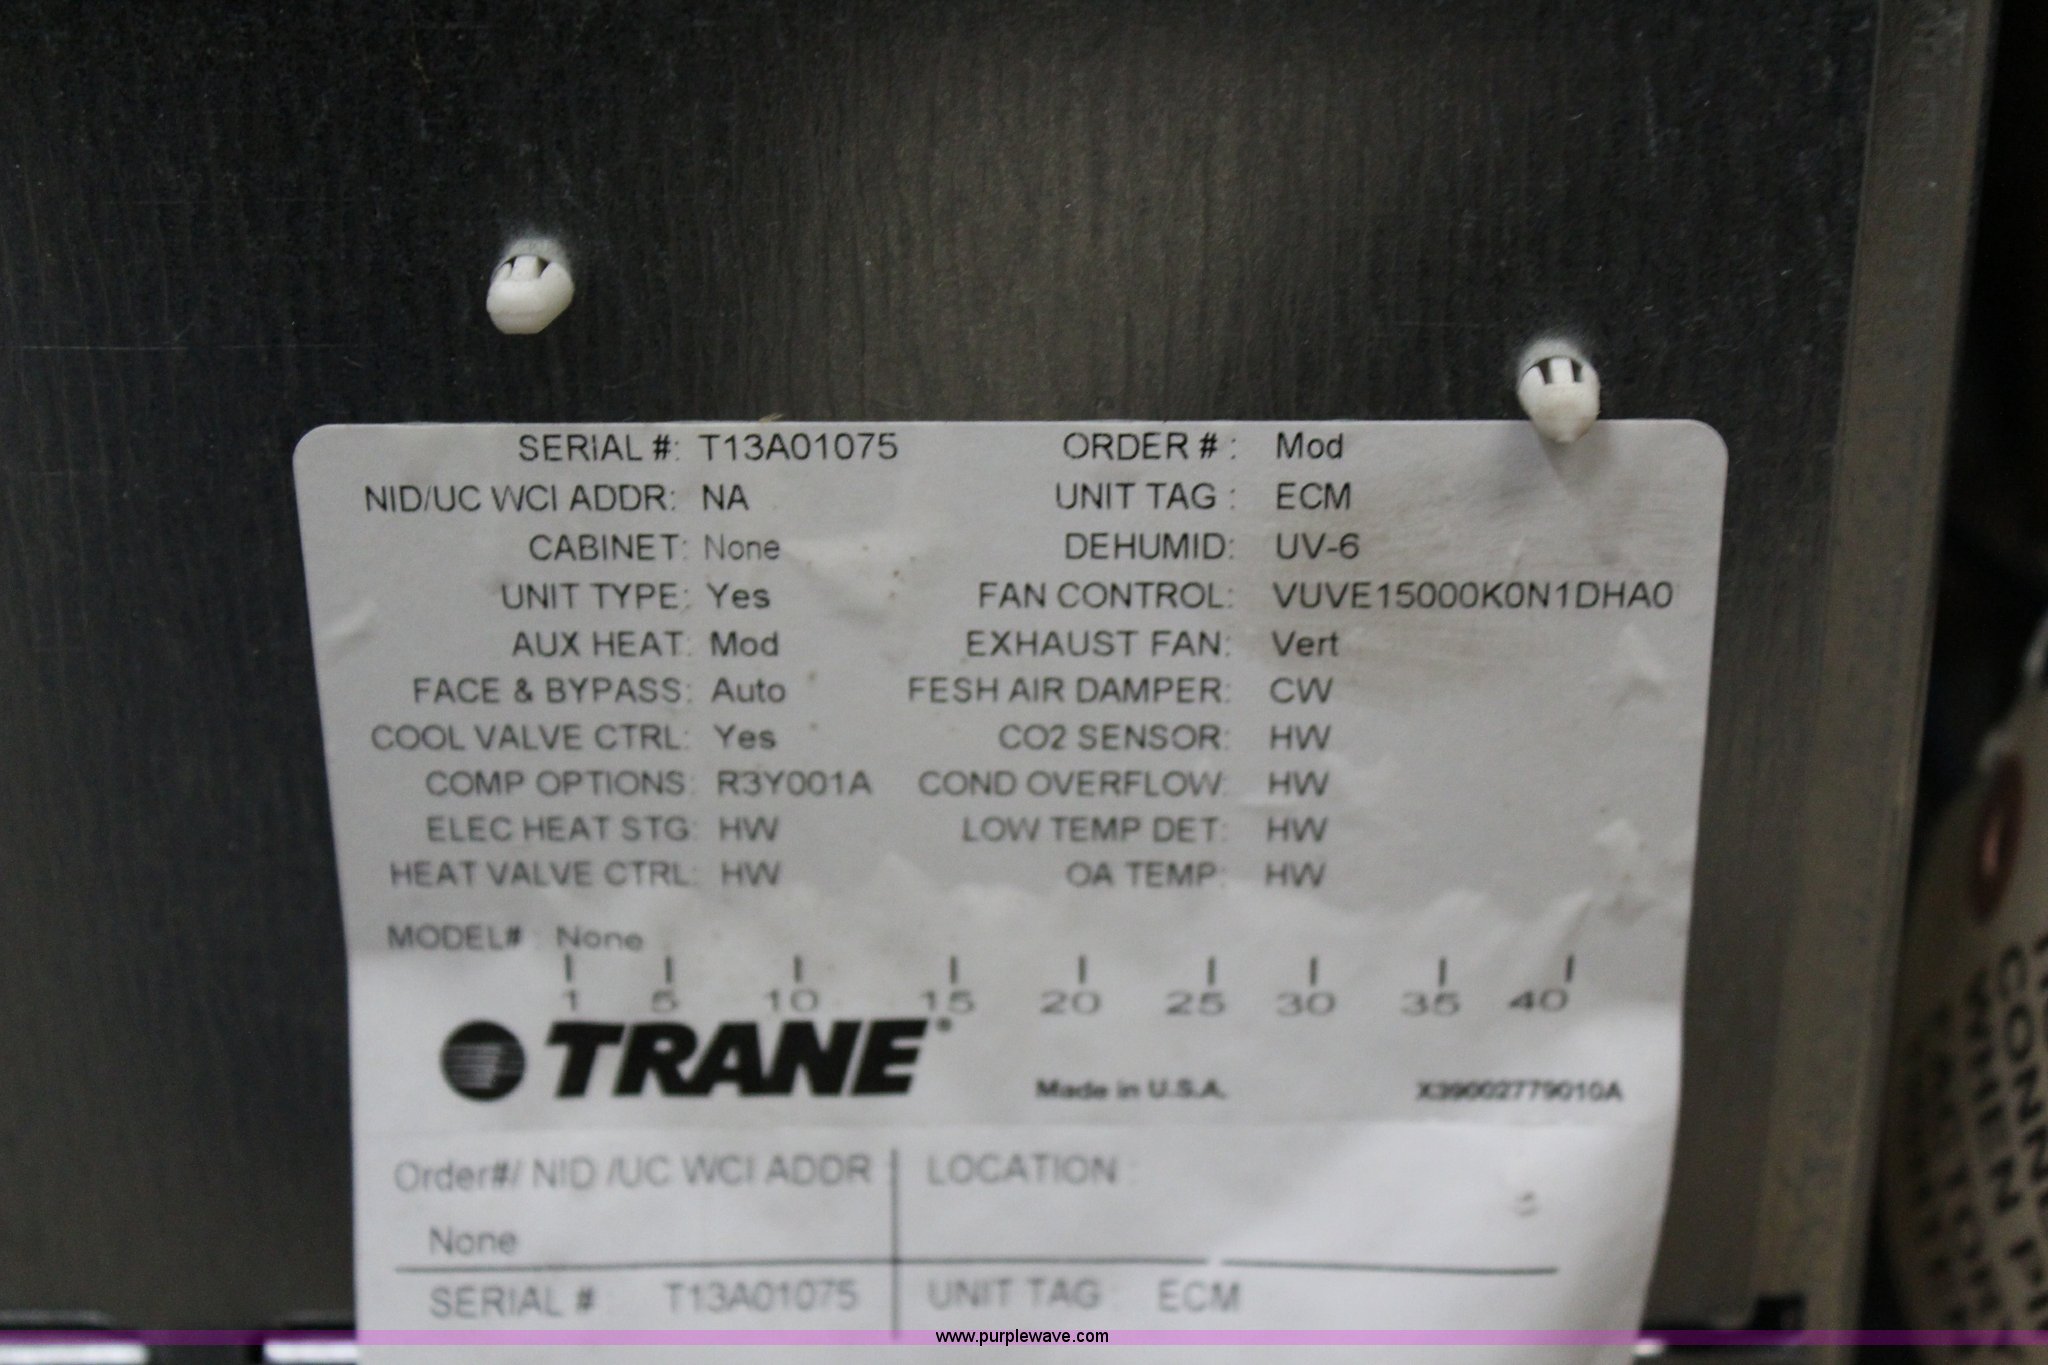 SERIAL #: T13A01075 ORDER # : Mod
NID/UC WCI ADDR: NA UNIT TAG : ECM
CABINET: None DEHUMID: UV-6
UNIT TYPE: Yes FAN CONTROL: VUVE15000K0N1DHA0
AUX HEAT: Mod EXHAUST FAN: Vert
FACE & BYPASS: Auto FESH AIR DAMPER: CW
COOL VALVE CTRL: Yes CO2 SENSOR: HW
COMP OPTIONS: R3Y001A COND OVERFLOW: HW
ELEC HEAT STG: HW LOW TEMP DET: HW
HEAT VALVE CTRL: HW OA TEMP: HW
MODEL# : None
1 5 10 15 20 25 30 35 40
TRANE®
Made in U.S.A. X39002779010A
Order#/ NID /UC WCI ADDR LOCATION :
None
SERIAL # T13A01075 UNIT TAG ECM
www.purplewave.com
WHEN